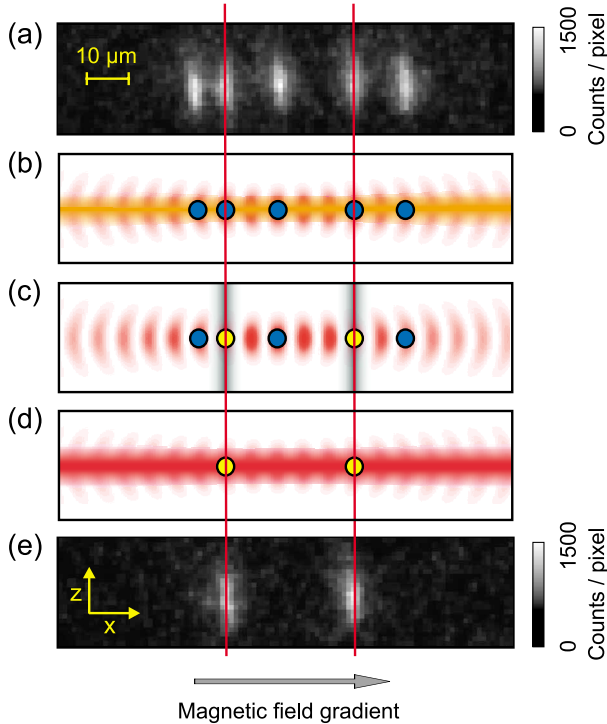 (a)
10 µm
1500
0
Counts / pixel
(b)
(c)
(d)
(e)
z
x
1500
0
Counts / pixel
Magnetic field gradient